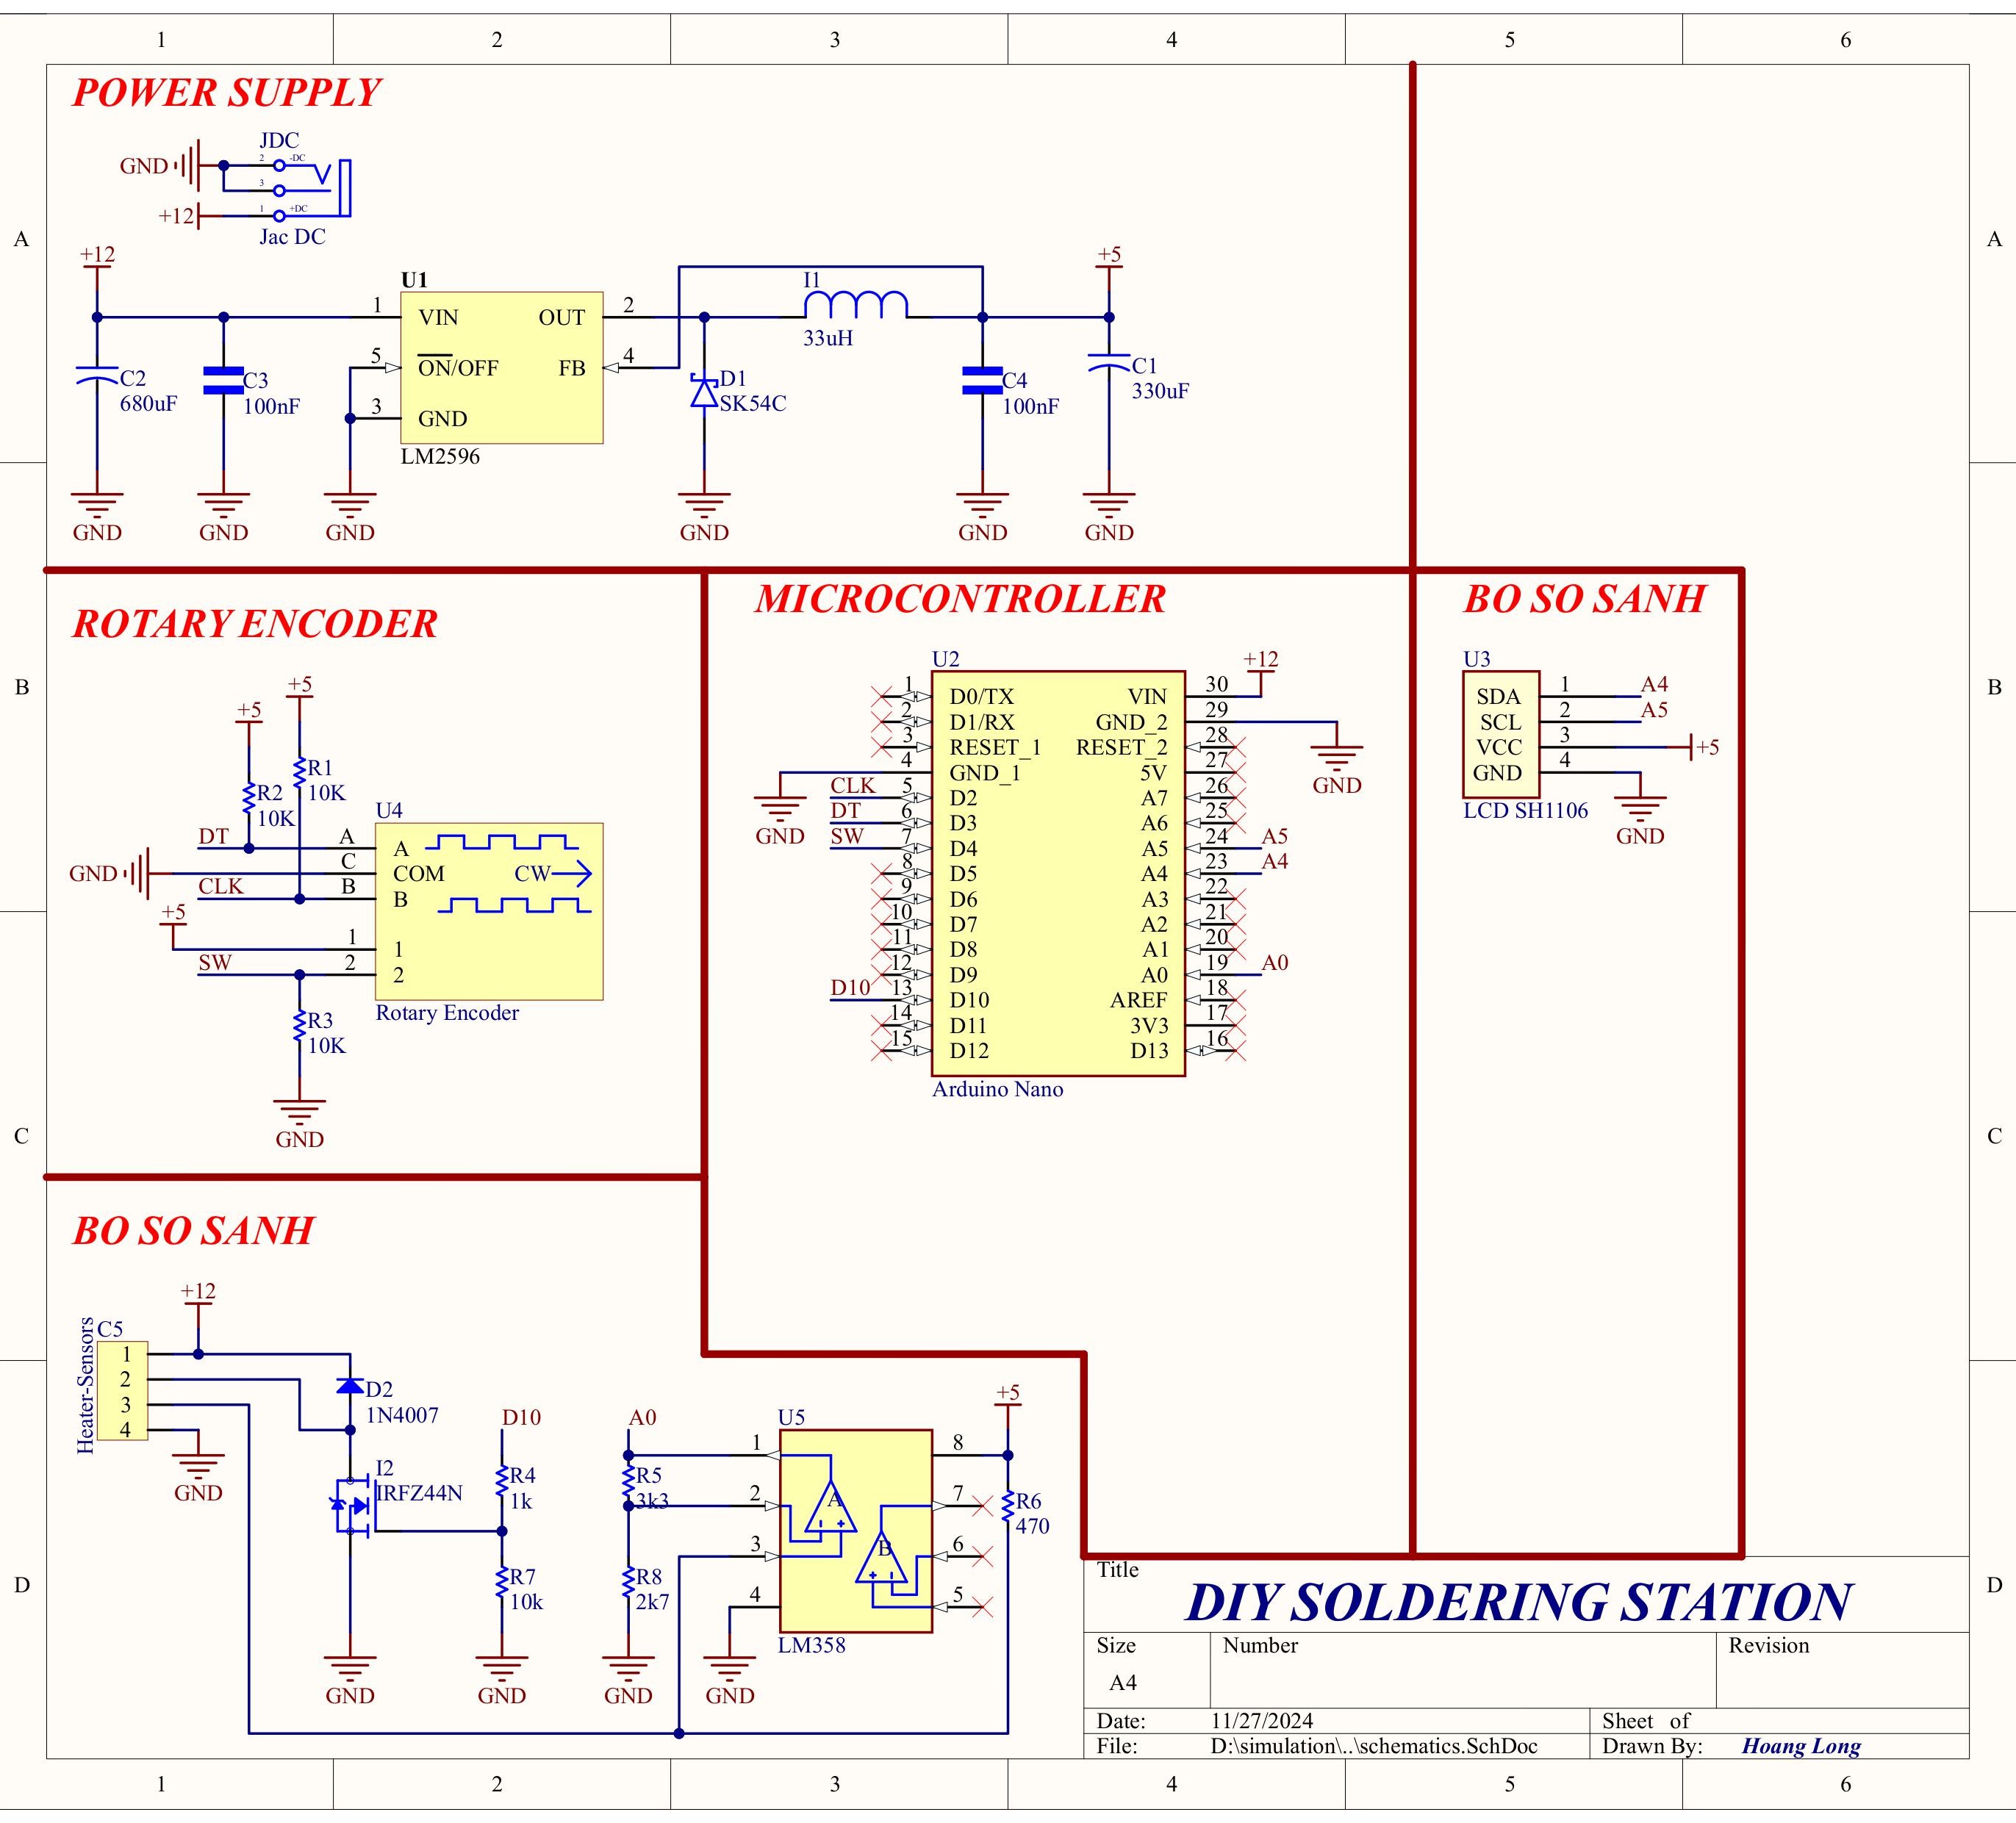 1 2 3 4 5 6
POWER SUPPLY
JDC
GND 2 -DC
3
+12 1 +DC
Jac DC
A A
+12
+5
U1
I1
1 VIN OUT 2
33uH
5 ON/OFF FB 4
3 GND
LM2596
C2
680uF
C3
100nF
D1
SK54C
C4
100nF
C1
330uF
GND GND GND GND GND GND
ROTARY ENCODER
B B
+5
+5
R1
10K
R2
10K
U4
DT A A
GND C COM CW
CLK B B
+5
1 1
SW 2 2
Rotary Encoder
R3
10K
GND
C C
MICROCONTROLLER
U2
+12
1 D0/TX VIN 30
2 D1/RX GND_2 29
3 RESET_1 RESET_2 28
4 GND_1 5V 27
CLK 5 D2 A7 26
DT 6 D3 A6 25
SW 7 D4 A5 24 A5
8 D5 A4 23 A4
9 D6 A3 22
10 D7 A2 21
11 D8 A1 20
12 D9 A0 19 A0
D10 13 D10 AREF 18
14 D11 3V3 17
15 D12 D13 16
Arduino Nano
GND
GND
BO SO SANH
U3
SDA 1 A4
SCL 2 A5
VCC 3 +5
GND 4
LCD SH1106
GND
BO SO SANH
+12
C5
Heater-Sensors
1
2
3
4
GND
D2
1N4007
I2
IRFZ44N
GND
D10
R4
1k
R7
10k
GND
A0
R5
3k3
R8
2k7
GND
U5
1 8
2 A 7
3 B 6
4 5
LM358
GND
+5
R6
470
D D
Title
DIY SOLDERING STATION
Size Number Revision
A4
Date: 11/27/2024 Sheet of
File: D:\simulation\..\schematics.SchDoc Drawn By: Hoang Long
1 2 3 4 5 6